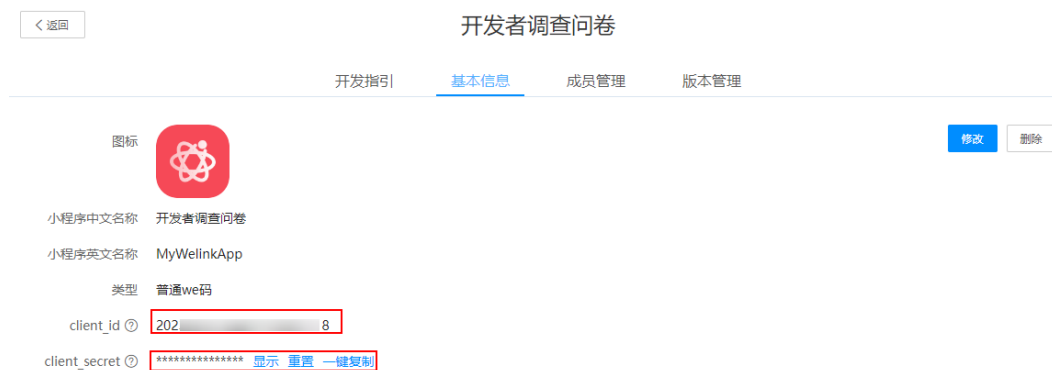 < 返回
开发者调查问卷
开发指引 基本信息 成员管理 版本管理
图标
修改 删除
小程序中文名称 开发者调查问卷
小程序英文名称 MyWelinkApp
类型 普通we码
client_id ? 202 8
client_secret ? *************** 显示 重置 一键复制